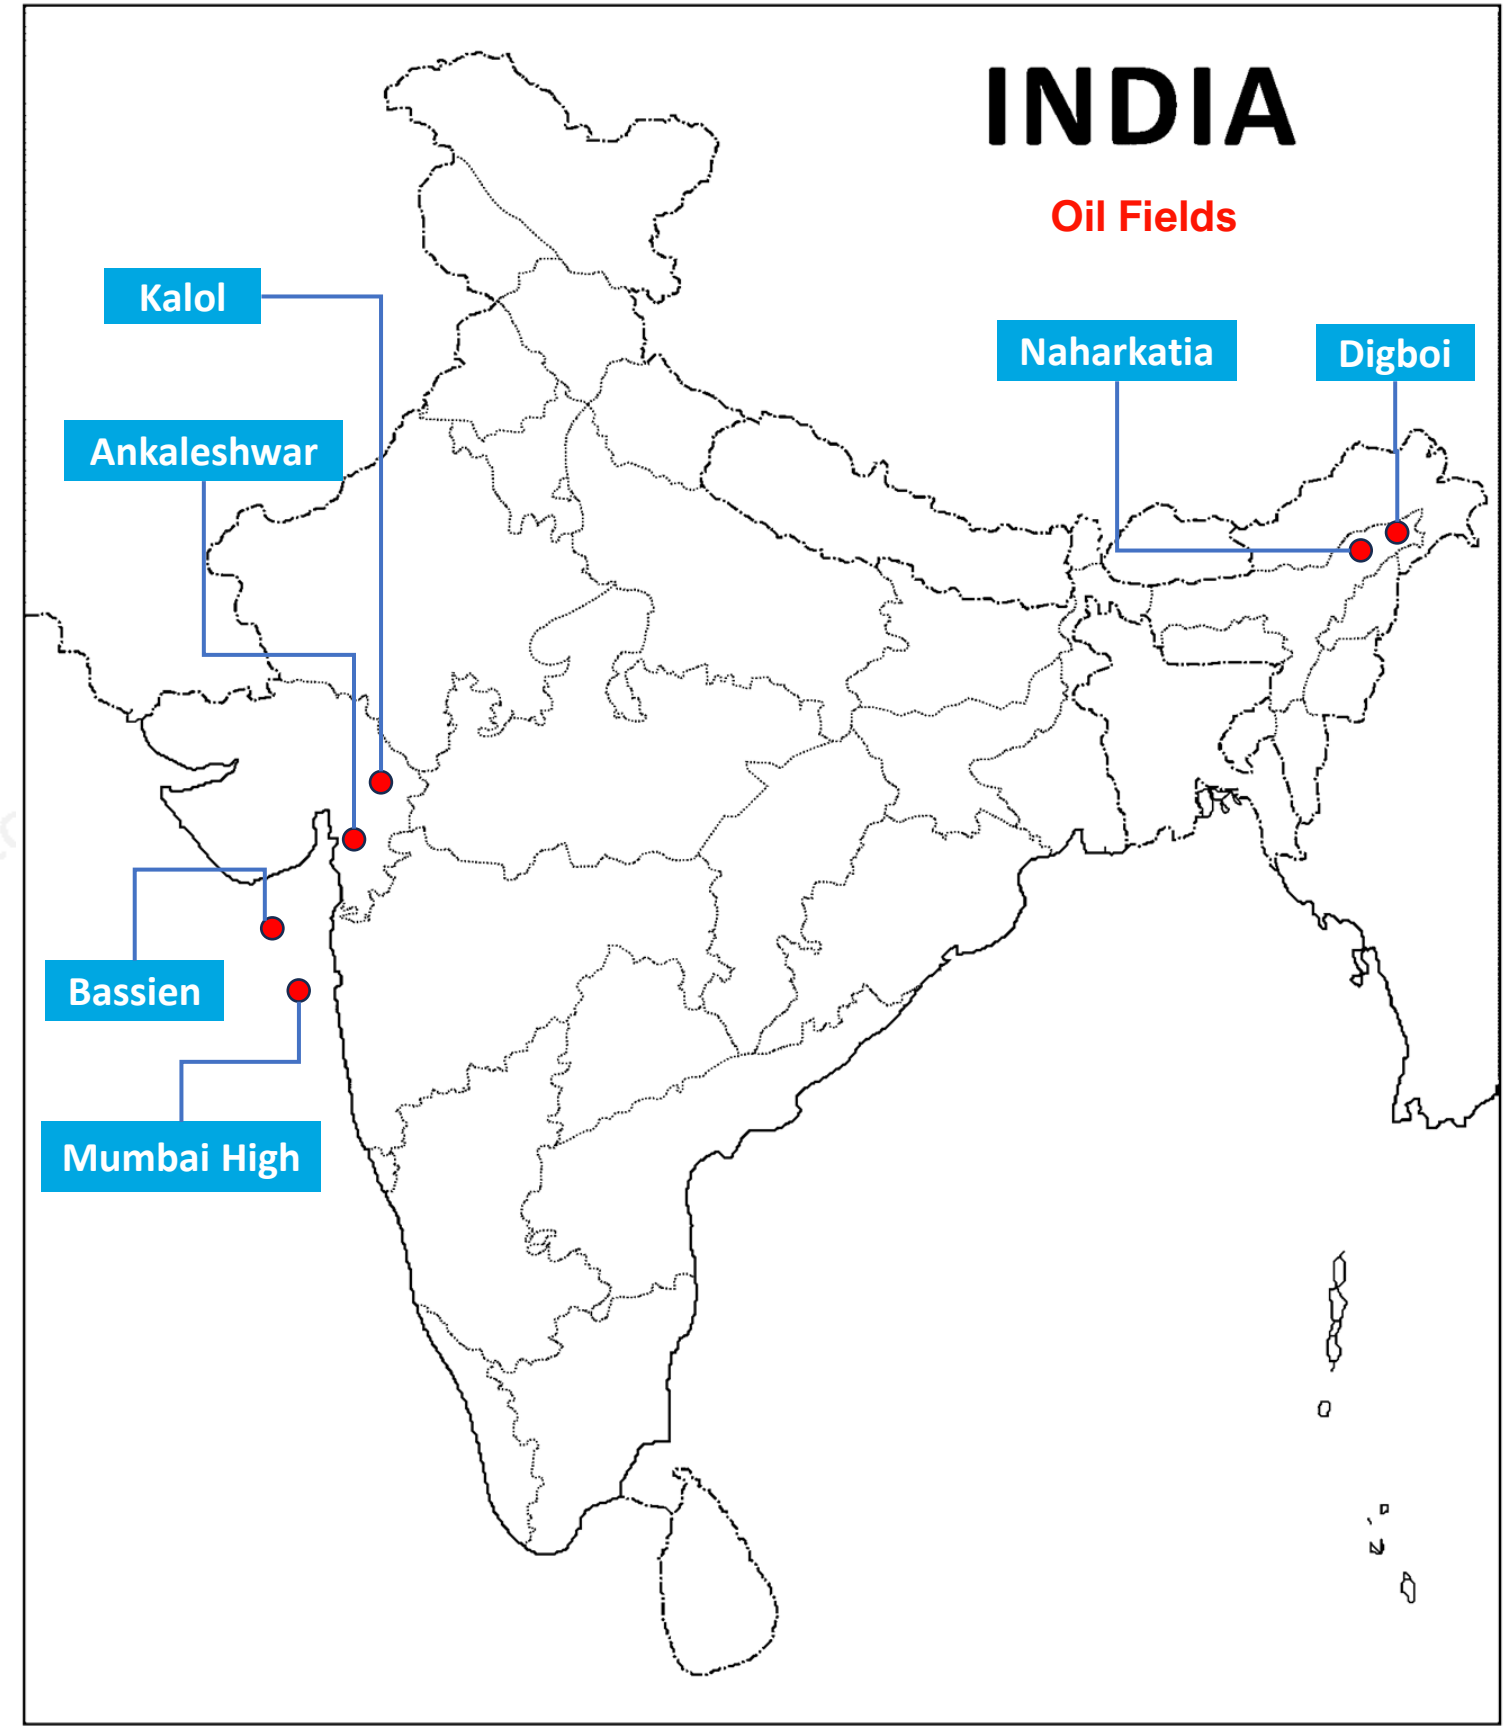 INDIA
Oil Fields
Kalol
Naharkatia
Digboi
Ankaleshwar
Bassien
Mumbai High